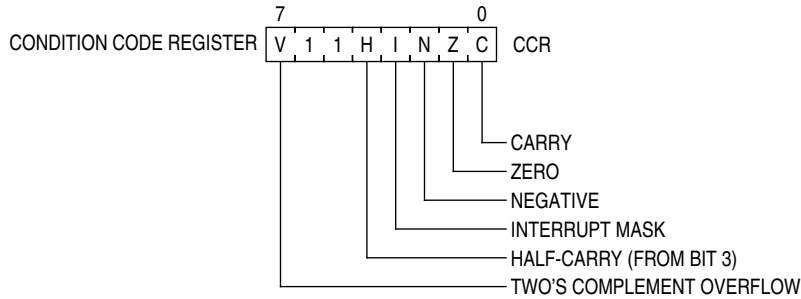 7 0
CONDITION CODE REGISTER V 1 1 H I N Z C CCR
CARRY
ZERO
NEGATIVE
INTERRUPT MASK
HALF-CARRY (FROM BIT 3)
TWO'S COMPLEMENT OVERFLOW